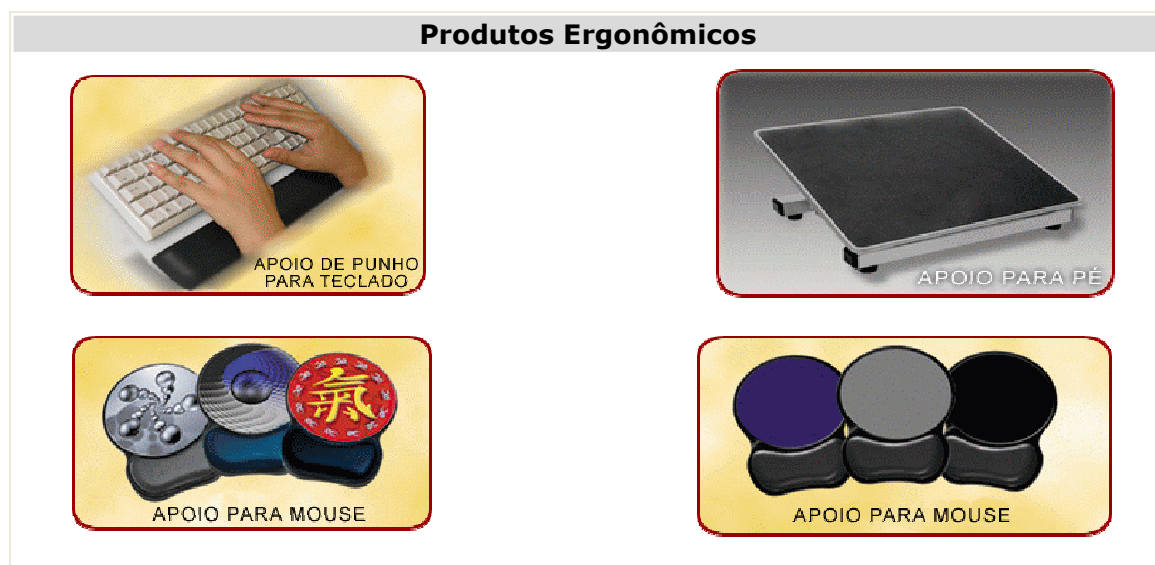 Produtos Ergonômicos
APOIO DE PUNHO
PARA TECLADO
APOIO PARA PÉ
氣
APOIO PARA MOUSE
APOIO PARA MOUSE